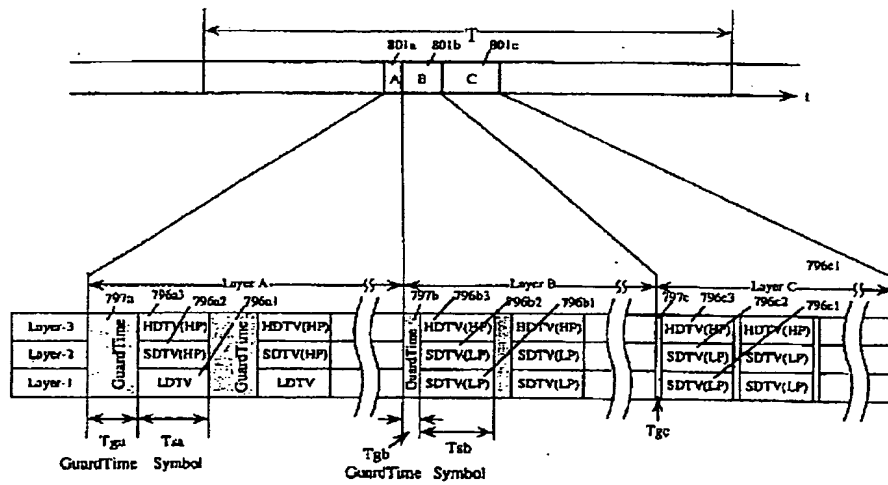 T
801a 801b 801c
A B C
t
796c1
Layer A Layer B Layer C
797a 796a3 796a2 796a1 797b 796b3 796b2 796b1 797c 796c3 796c2 796c1
Layer-3 GuardTime HDTV(HP) GuardTime HDTV(HP) GuardTime HDTV(HP) HDTV(HP) HDTV(HP) HDTV(HP)
Layer-2 SDTV(HP) SDTV(HP) SDTV(LP) SDTV(LP) SDTV(LP) SDTV(LP)
Layer-1 LDTV LDTV SDTV(LP) SDTV(LP) SDTV(LP) SDTV(LP)
Tga Tsa Tgb Tsb Tgc
GuardTime Symbol GuardTime Symbol